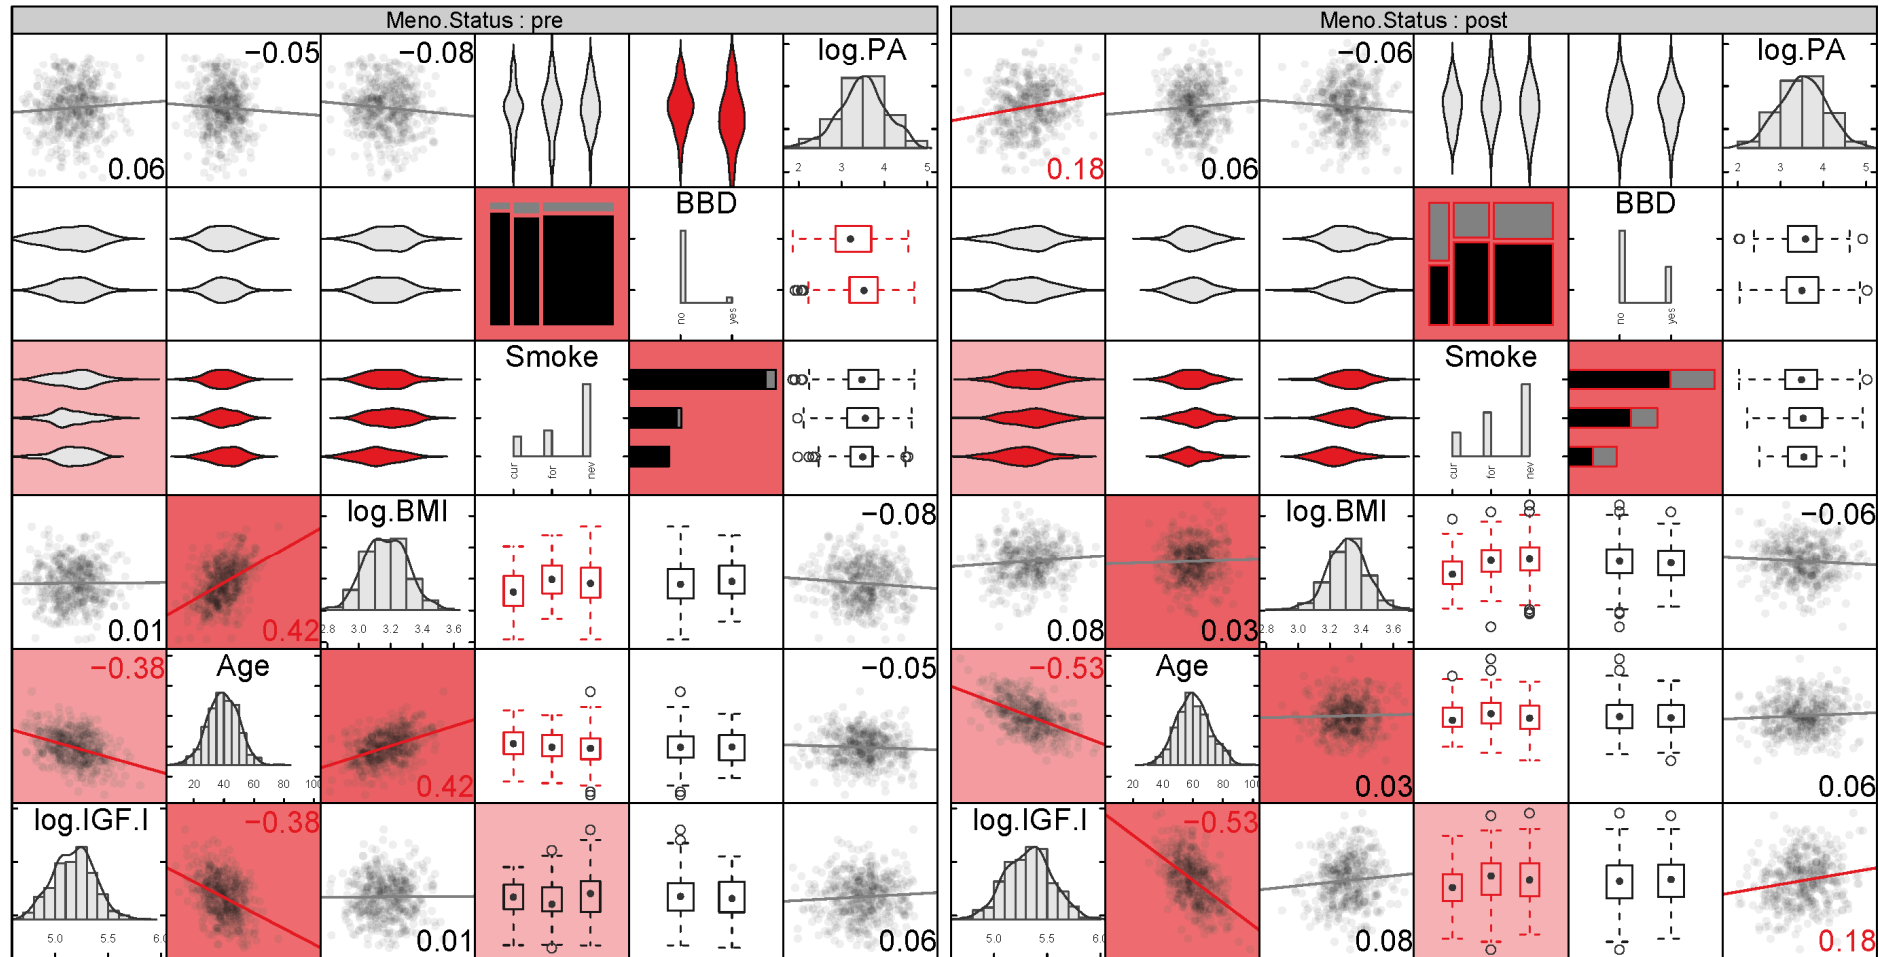 Meno.Status : pre
−0.05 −0.08 log.PA
0.06
2 3 4 5
BBD
no yes
Smoke
cur for nev
log.BMI −0.08
0.01 0.42 2.8 3.0 3.2 3.4 3.6
−0.38 Age −0.05
20 40 60 80 100 0.42
log.IGF.I −0.38
5.0 5.5 6.0 0.01 0.06
Meno.Status : post
−0.06 log.PA
0.18 0.06
2 3 4 5
BBD
no yes
Smoke
cur for nev
log.BMI −0.06
0.08 0.03 2.8 3.0 3.2 3.4 3.6
−0.53 Age
20 40 60 80 100 0.03 0.06
log.IGF.I −0.53
5.0 5.5 6.0 0.08 0.18